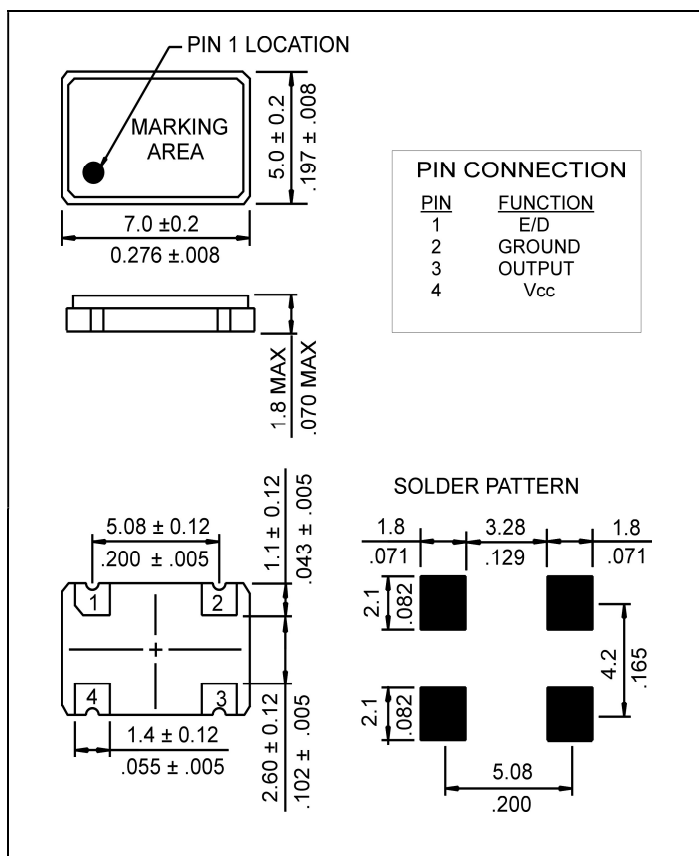 PIN 1 LOCATION
MARKING
AREA
5.0 ± 0.2
.197 ± .008
7.0 ±0.2
0.276 ±.008
PIN CONNECTION
PIN FUNCTION
1 E/D
2 GROUND
3 OUTPUT
4 Vcc
1.8 MAX
.070 MAX
5.08 ± 0.12
.200 ± .005
1.1 ± 0.12
.043 ± .005
1 2
4 3
1.4 ± 0.12
.055 ± .005
2.60 ± 0.12
.102 ± .005
SOLDER PATTERN
1.8 3.28 1.8
.071 .129 .071
2.1
.082
4.2
.165
2.1
.082
5.08
.200